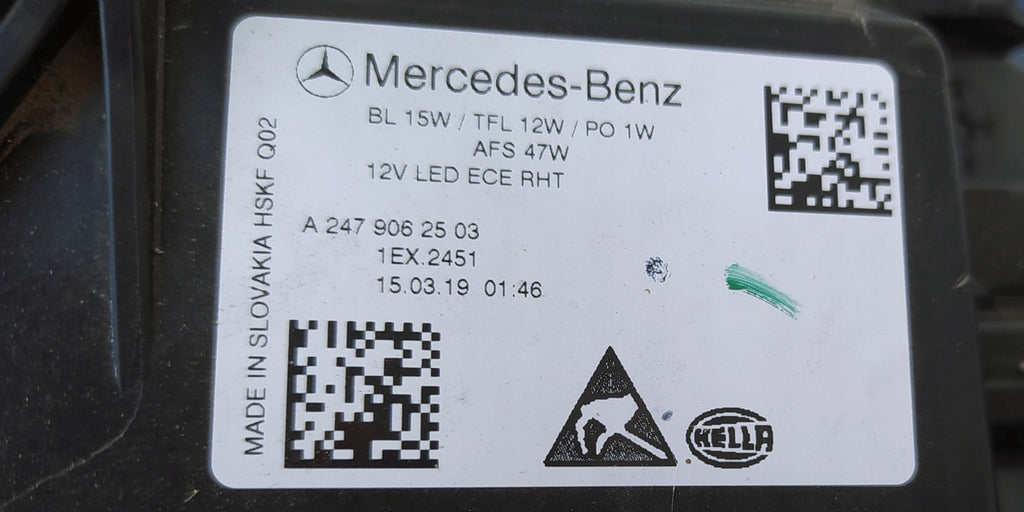 Mercedes-Benz
BL 15W / TFL 12W / PO 1W
AFS 47W
12V LED ECE RHT
A 247 906 25 03
1EX.2451
15.03.19 01:46
MADE IN SLOVAKIA HSKF Q02
HELLA